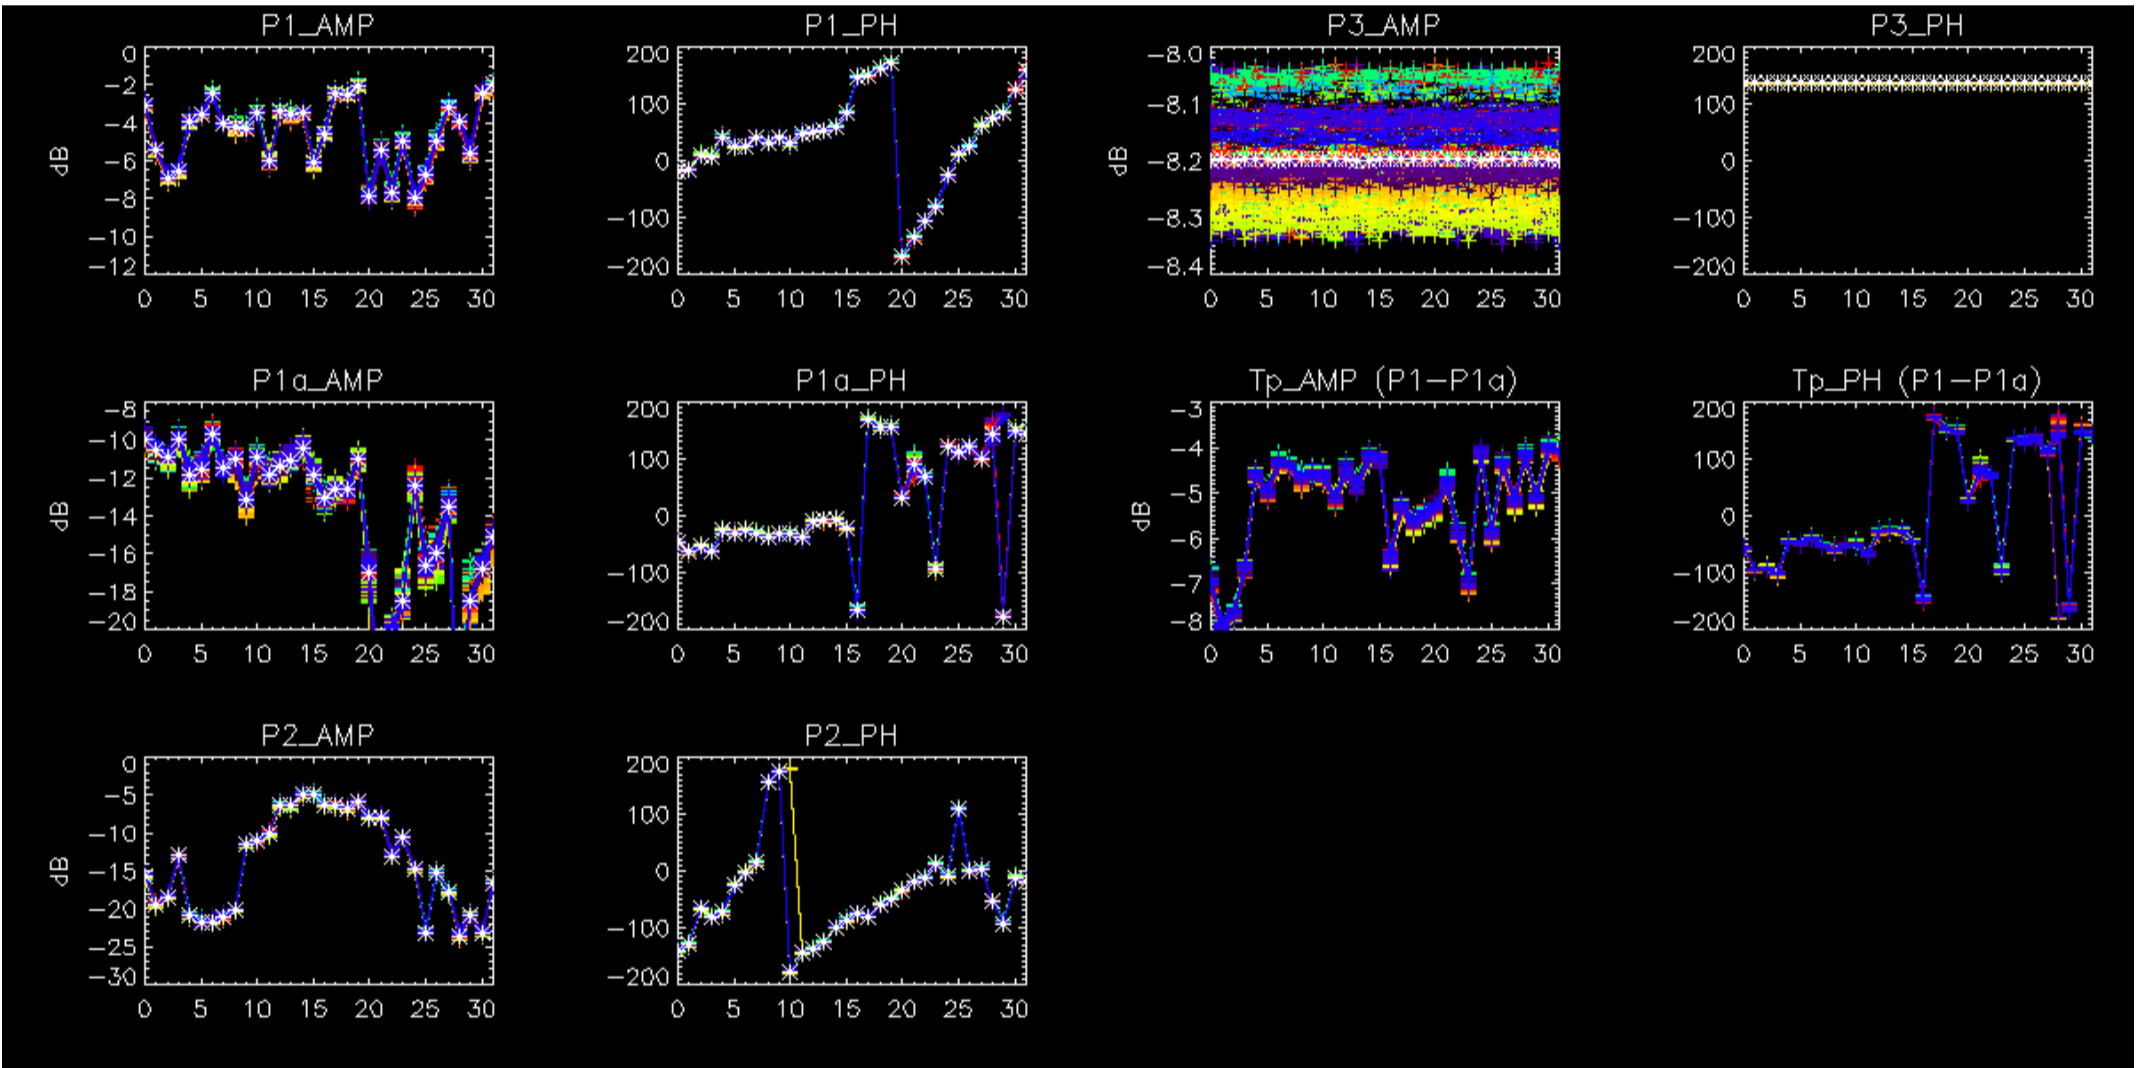 P1_AMP
0
−2
−4
−6
−8
−10
−12
dB
0 5 10 15 20 25 30
P1_PH
200
100
0
−100
−200
0 5 10 15 20 25 30
P3_AMP
−8.0
−8.1
−8.2
−8.3
−8.4
dB
0 5 10 15 20 25 30
P3_PH
200
100
0
−100
−200
0 5 10 15 20 25 30
P1a_AMP
−8
−10
−12
−14
−16
−18
−20
dB
0 5 10 15 20 25 30
P1a_PH
200
100
0
−100
−200
0 5 10 15 20 25 30
Tp_AMP (P1−P1a)
−3
−4
−5
−6
−7
−8
dB
0 5 10 15 20 25 30
Tp_PH (P1−P1a)
200
100
0
−100
−200
0 5 10 15 20 25 30
P2_AMP
0
−5
−10
−15
−20
−25
−30
dB
0 5 10 15 20 25 30
P2_PH
200
100
0
−100
−200
0 5 10 15 20 25 30